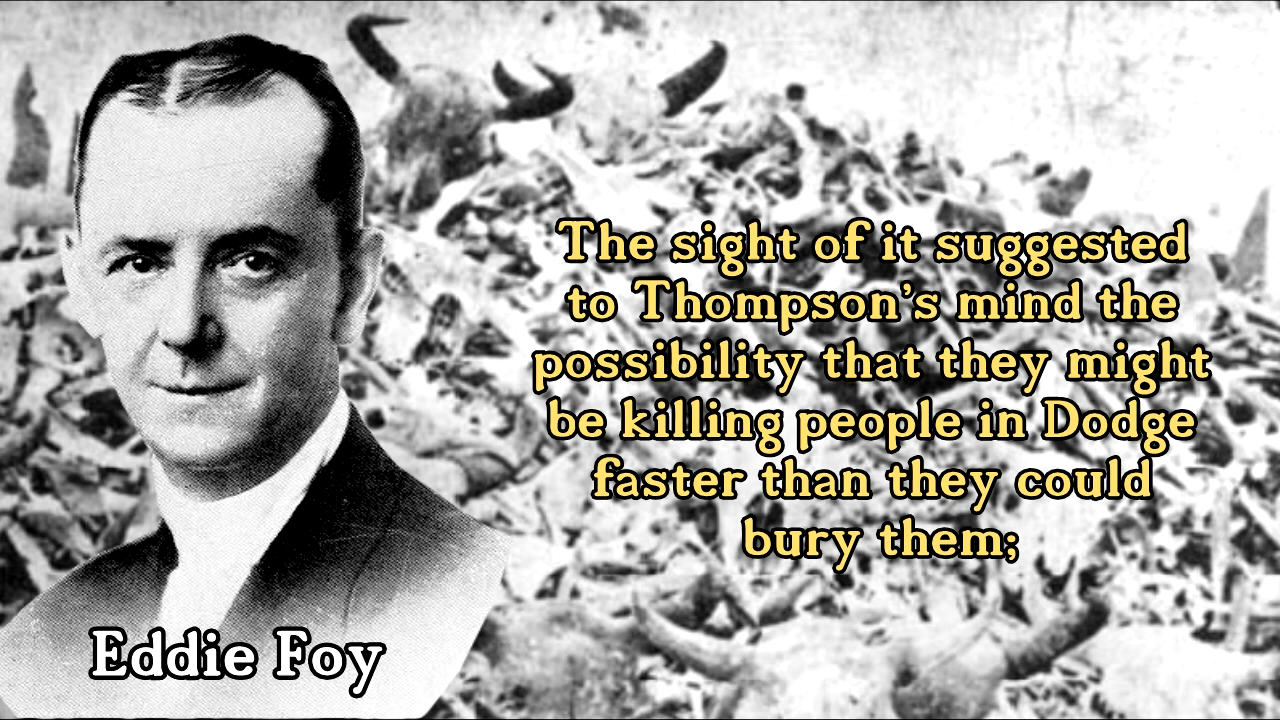 The sight of it suggested
to Thompson’s mind the
possibility that they might
be killing people in Dodge
faster than they could
bury them;
Eddie Foy